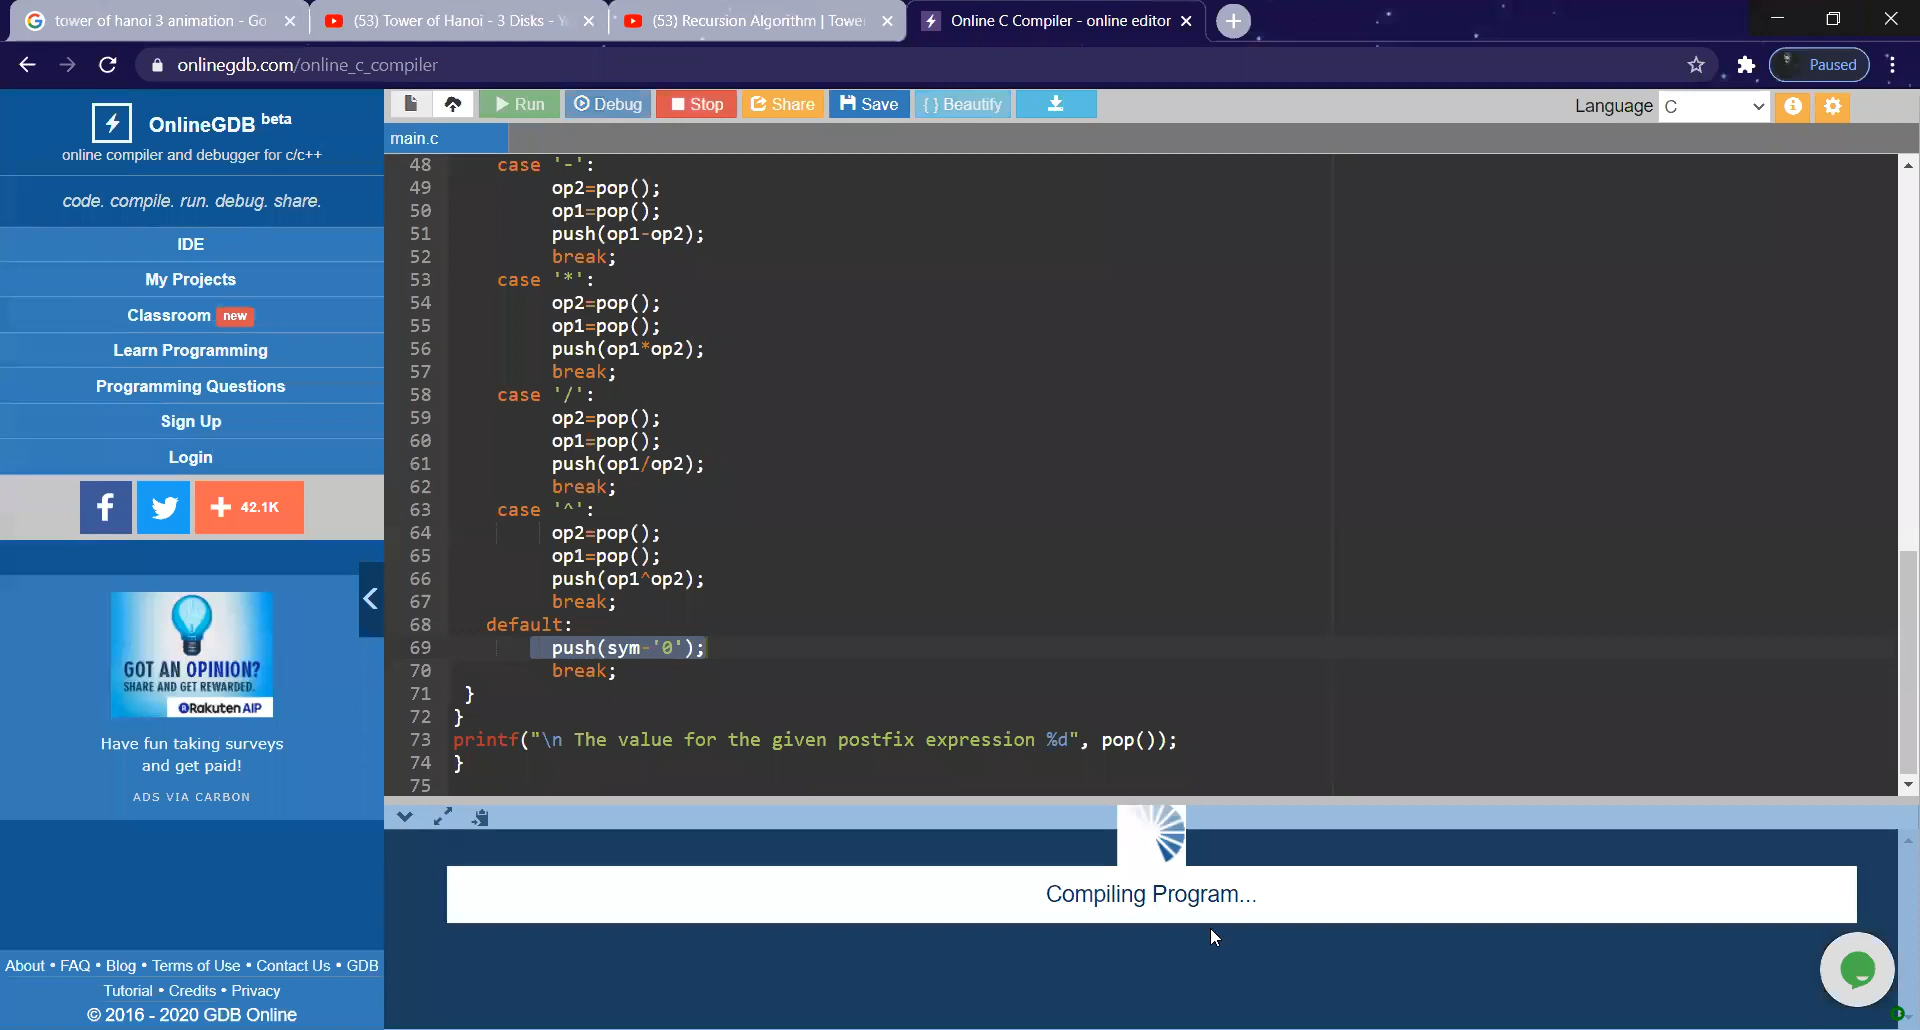 tower of hanoi 3 animation - Go
(53) Tower of Hanoi - 3 Disks - Y
(53) Recursion Algorithm | Towe
Online C Compiler - online editor
onlinegdb.com/online_c_compiler
Paused
OnlineGDB beta
online compiler and debugger for c/c++
code. compile. run. debug. share.
IDE
My Projects
Classroom new
Learn Programming
Programming Questions
Sign Up
Login
f
+ 42.1K
GOT AN OPINION?
SHARE AND GET REWARDED.
Rakuten AIP
Have fun taking surveys
and get paid!
ADS VIA CARBON
About • FAQ • Blog • Terms of Use • Contact Us • GDB
Tutorial • Credits • Privacy
© 2016 - 2020 GDB Online
Run Debug Stop Share Save {} Beautify
Language C
main.c
48 case '-':
49 op2=pop();
50 op1=pop();
51 push(op1-op2);
52 break;
53 case '*':
54 op2=pop();
55 op1=pop();
56 push(op1*op2);
57 break;
58 case '/':
59 op2=pop();
60 op1=pop();
61 push(op1/op2);
62 break;
63 case '^':
64 op2=pop();
65 op1=pop();
66 push(op1^op2);
67 break;
68 default:
69 push(sym-'0');
70 break;
71 }
72 }
73 printf("\n The value for the given postfix expression %d", pop());
74 }
75
Compiling Program...